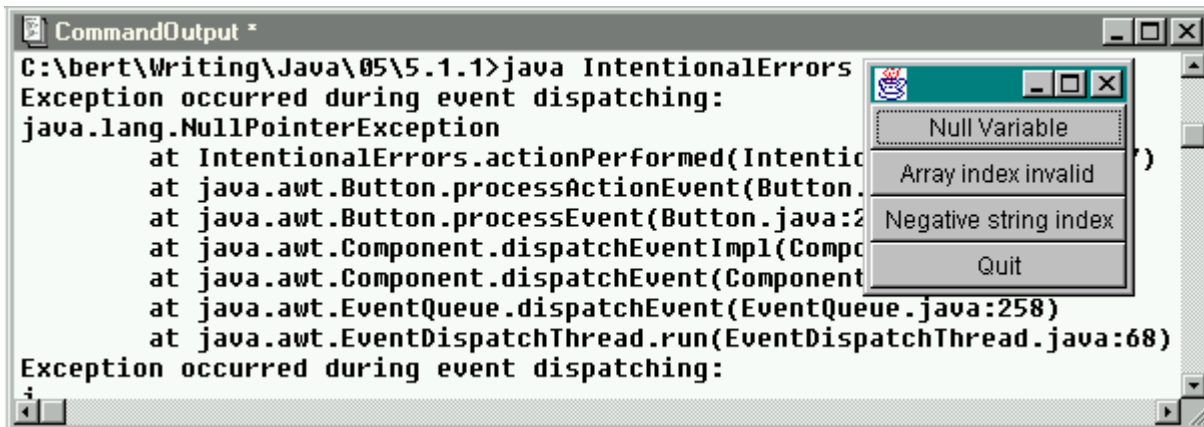 CommandOutput *
C:\bert\Writing\Java\05\5.1.1>java IntentionalErrors
Exception occurred during event dispatching:
java.lang.NullPointerException
at IntentionalErrors.actionPerformed(Intentio
')
at java.awt.Button.processActionEvent(Button.
at java.awt.Button.processEvent(Button.java:2
at java.awt.Component.dispatchEventImpl(Compo
at java.awt.Component.dispatchEvent(Component
at java.awt.EventQueue.dispatchEvent(EventQueue.java:258)
at java.awt.EventDispatchThread.run(EventDispatchThread.java:68)
Exception occurred during event dispatching:
Null Variable
Array index invalid
Negative string index
Quit